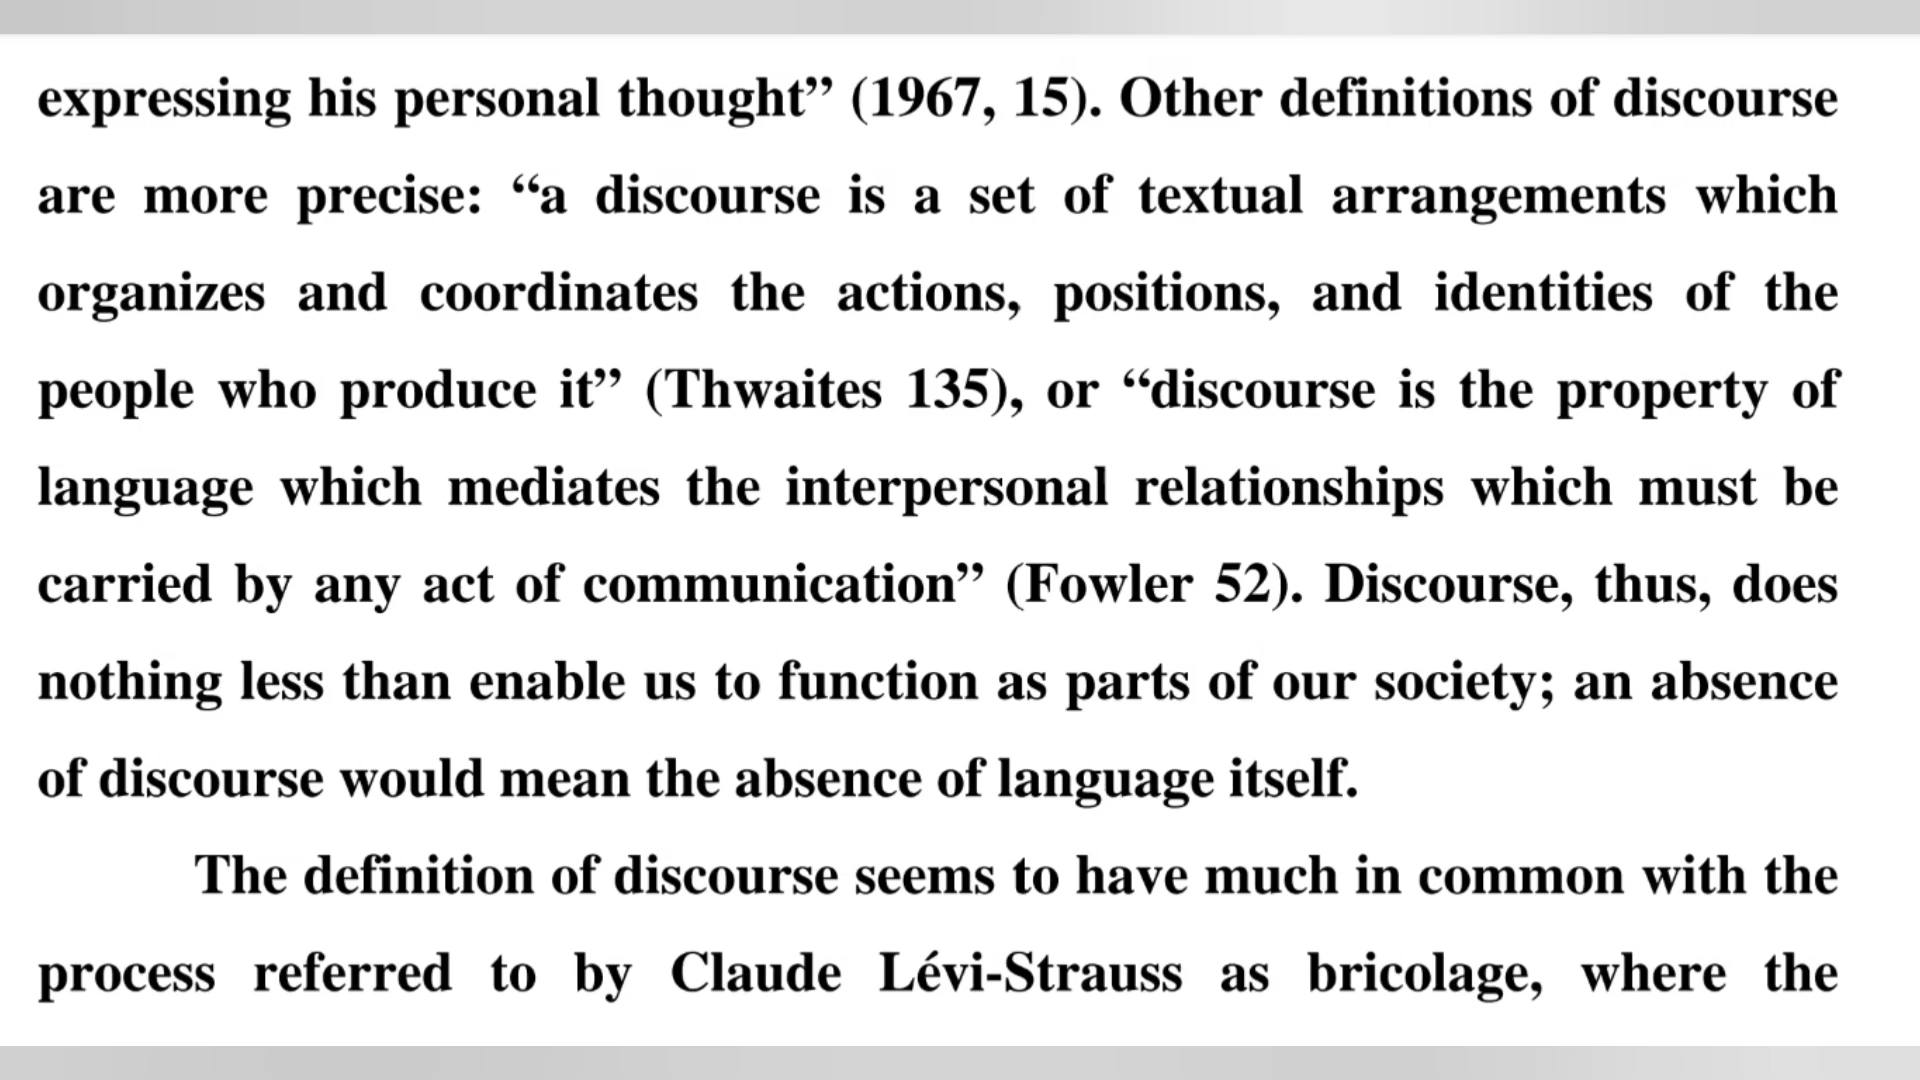 expressing his personal thought” (1967, 15). Other definitions of discourse
are more precise: “a discourse is a set of textual arrangements which
organizes and coordinates the actions, positions, and identities of the
people who produce it” (Thwaites 135), or “discourse is the property of
language which mediates the interpersonal relationships which must be
carried by any act of communication” (Fowler 52). Discourse, thus, does
nothing less than enable us to function as parts of our society; an absence
of discourse would mean the absence of language itself.
The definition of discourse seems to have much in common with the
process referred to by Claude Lévi-Strauss as bricolage, where the